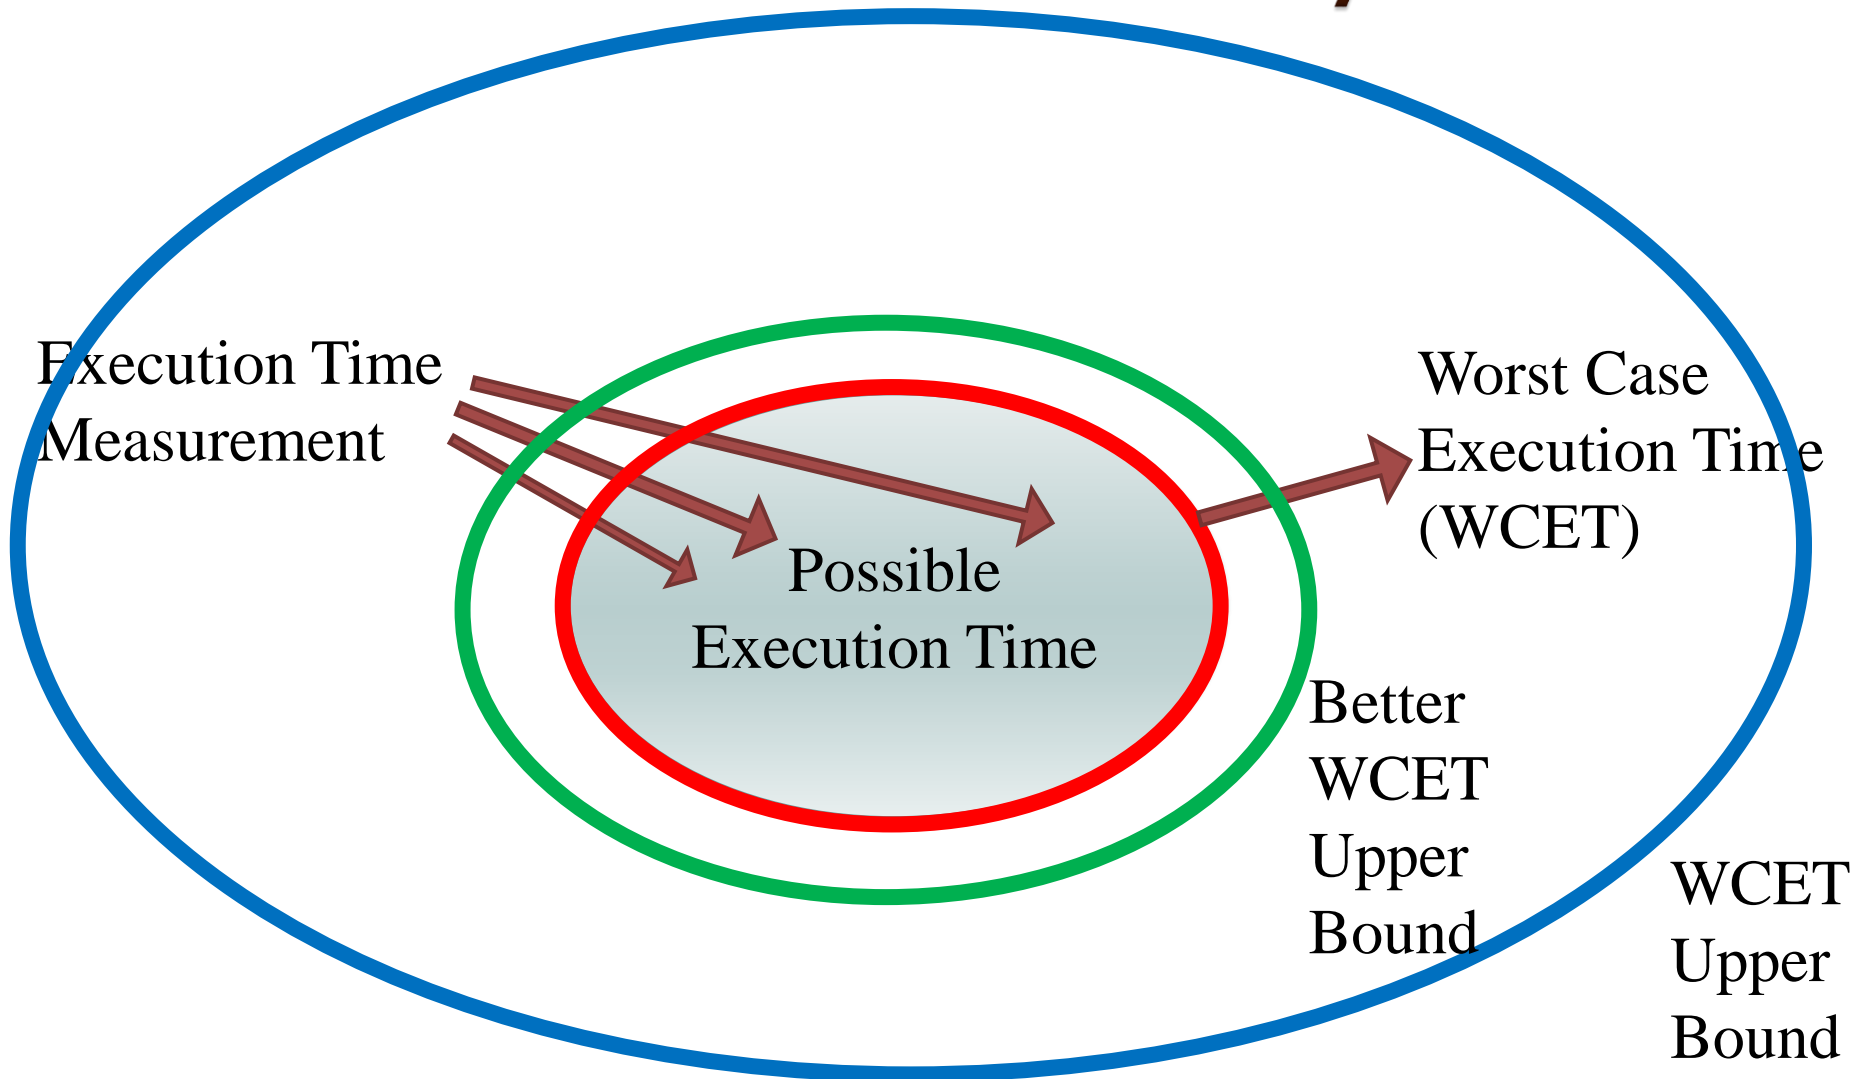 Execution Time
Measurement
Worst Case
Execution Time
(WCET)
Possible
Execution Time
Better
WCET
Upper
Bound
WCET
Upper
Bound